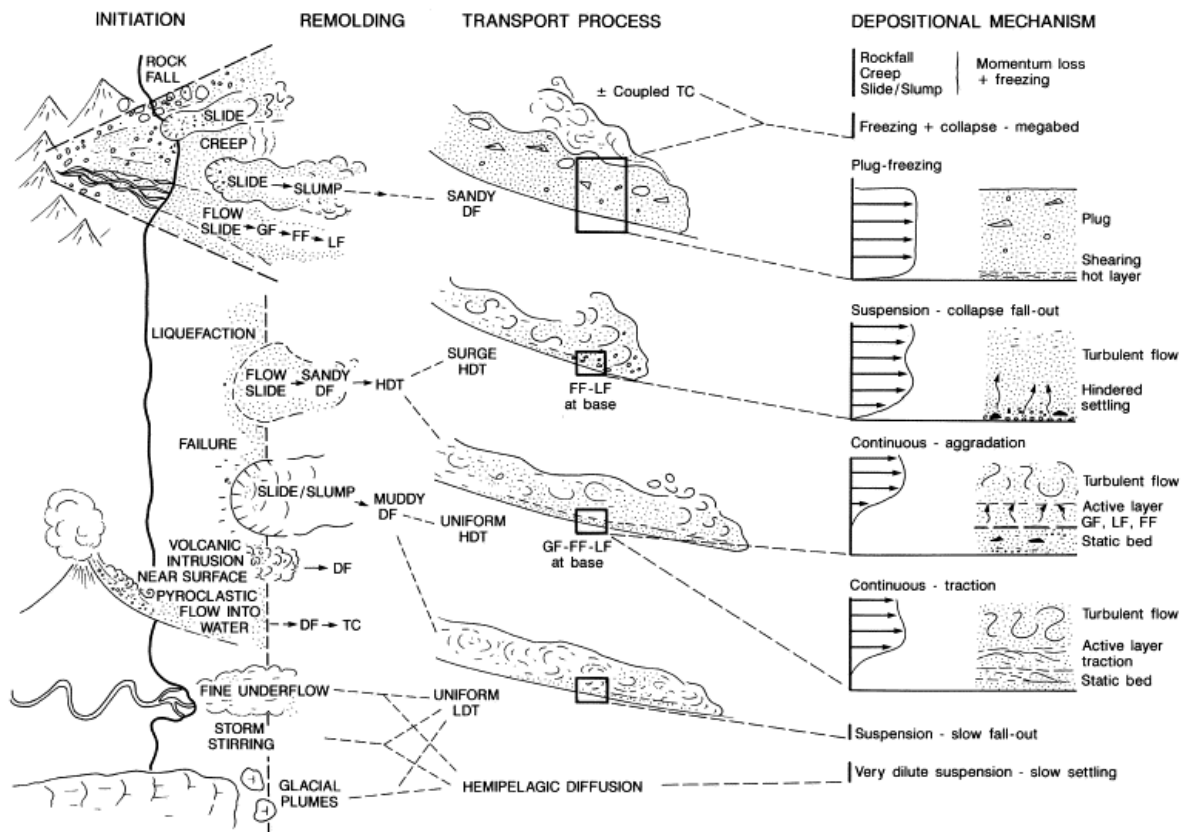 INITIATION
REMOLDING
TRANSPORT PROCESS
DEPOSITIONAL MECHANISM
ROCK
FALL
SLIDE
CREEP
SLIDE
SLUMP
FLOW
SLIDE
GF
FF
LF
SANDY
DF
± Coupled TC
Rockfall
Creep
Slide/Slump
Momentum loss
+ freezing
Freezing + collapse - megabed
Plug-freezing
Plug
Shearing
hot layer
LIQUEFACTION
FLOW
SLIDE
SANDY
DF
HDT
SURGE
HDT
FF-LF
at base
Suspension - collapse fall-out
Turbulent flow
Hindered
settling
FAILURE
SLIDE/SLUMP
MUDDY
DF
UNIFORM
HDT
GF-FF-LF
at base
Continuous - aggradation
Turbulent flow
Active layer
GF, LF, FF
Static bed
VOLCANIC
INTRUSION
NEAR SURFACE
DF
PYROCLASTIC
FLOW INTO
WATER
DF
TC
Continuous - traction
Turbulent flow
Active layer
traction
Static bed
FINE UNDERFLOW
UNIFORM
LDT
STORM
STIRRING
Suspension - slow fall-out
GLACIAL
PLUMES
HEMIPELAGIC DIFFUSION
Very dilute suspension - slow settling